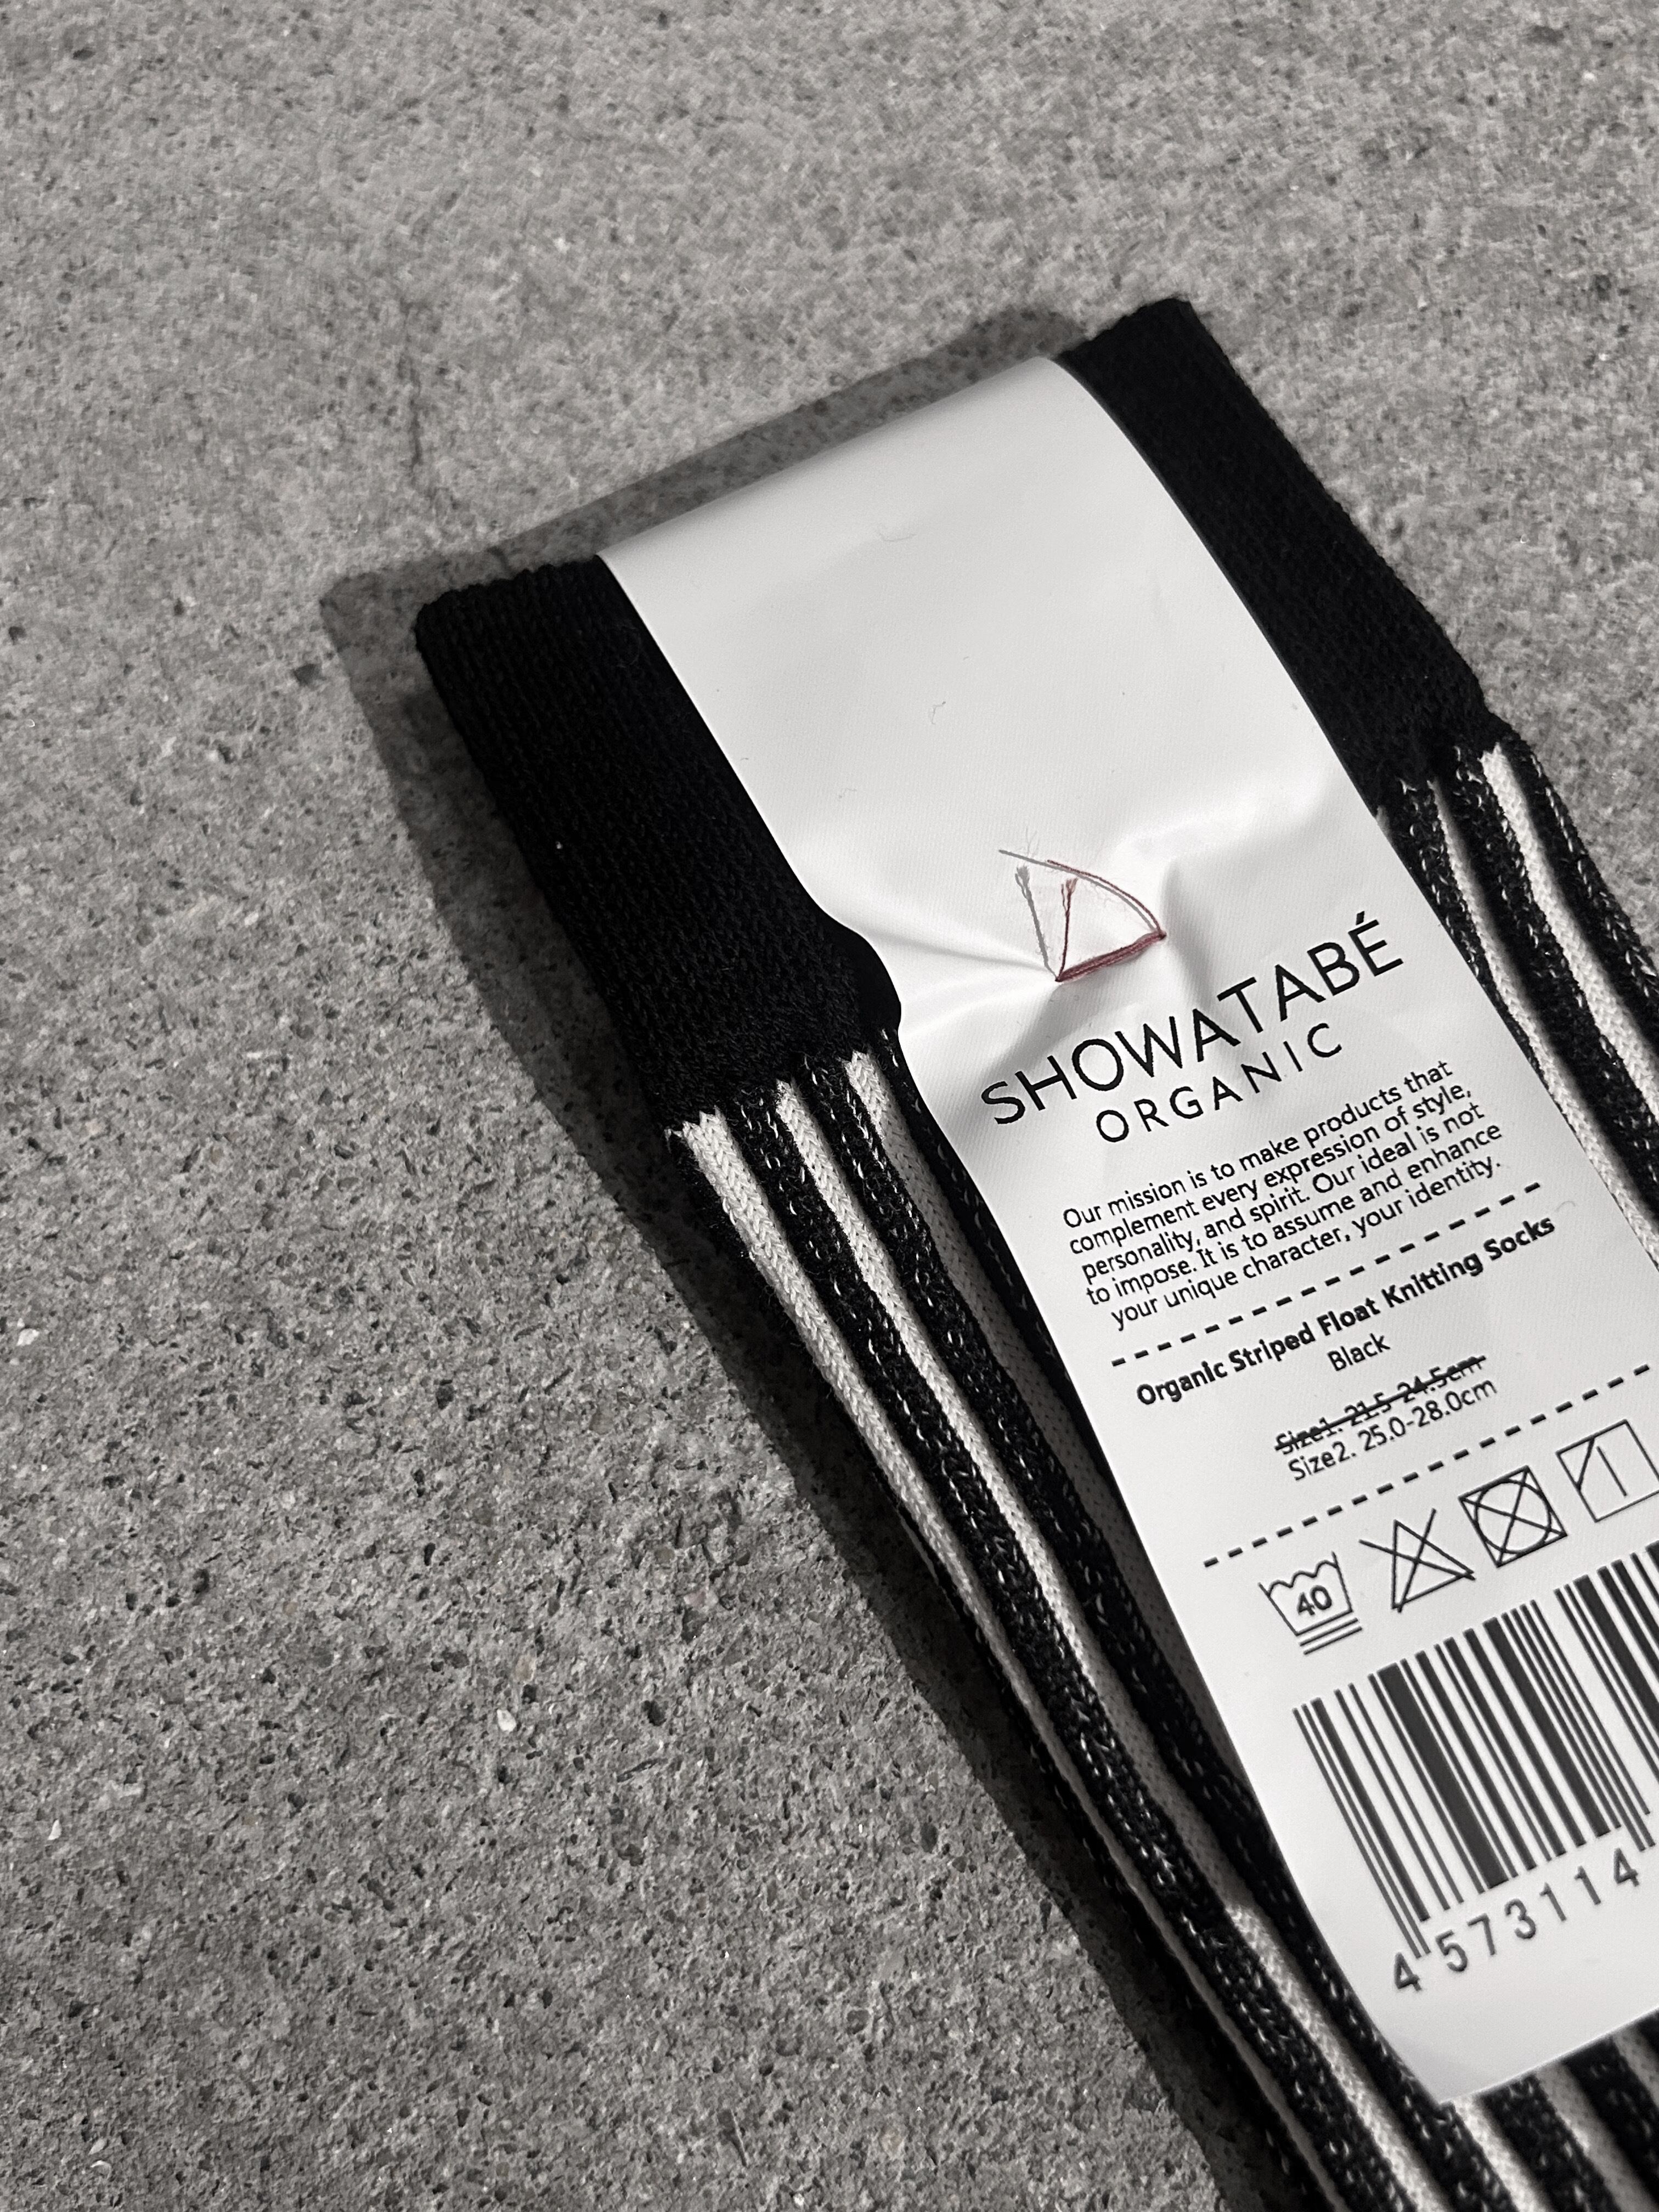 SHOWATABÉ
ORGANIC
Our mission is to make products that
complement every expression of style,
personality, and spirit. Our ideal is not
to impose. It is to assume and enhance
your unique character, your identity.
Organic Striped Float Knitting Socks
Black
Size1. 21.5-24.5cm
Size2. 25.0-28.0cm
40
4573114